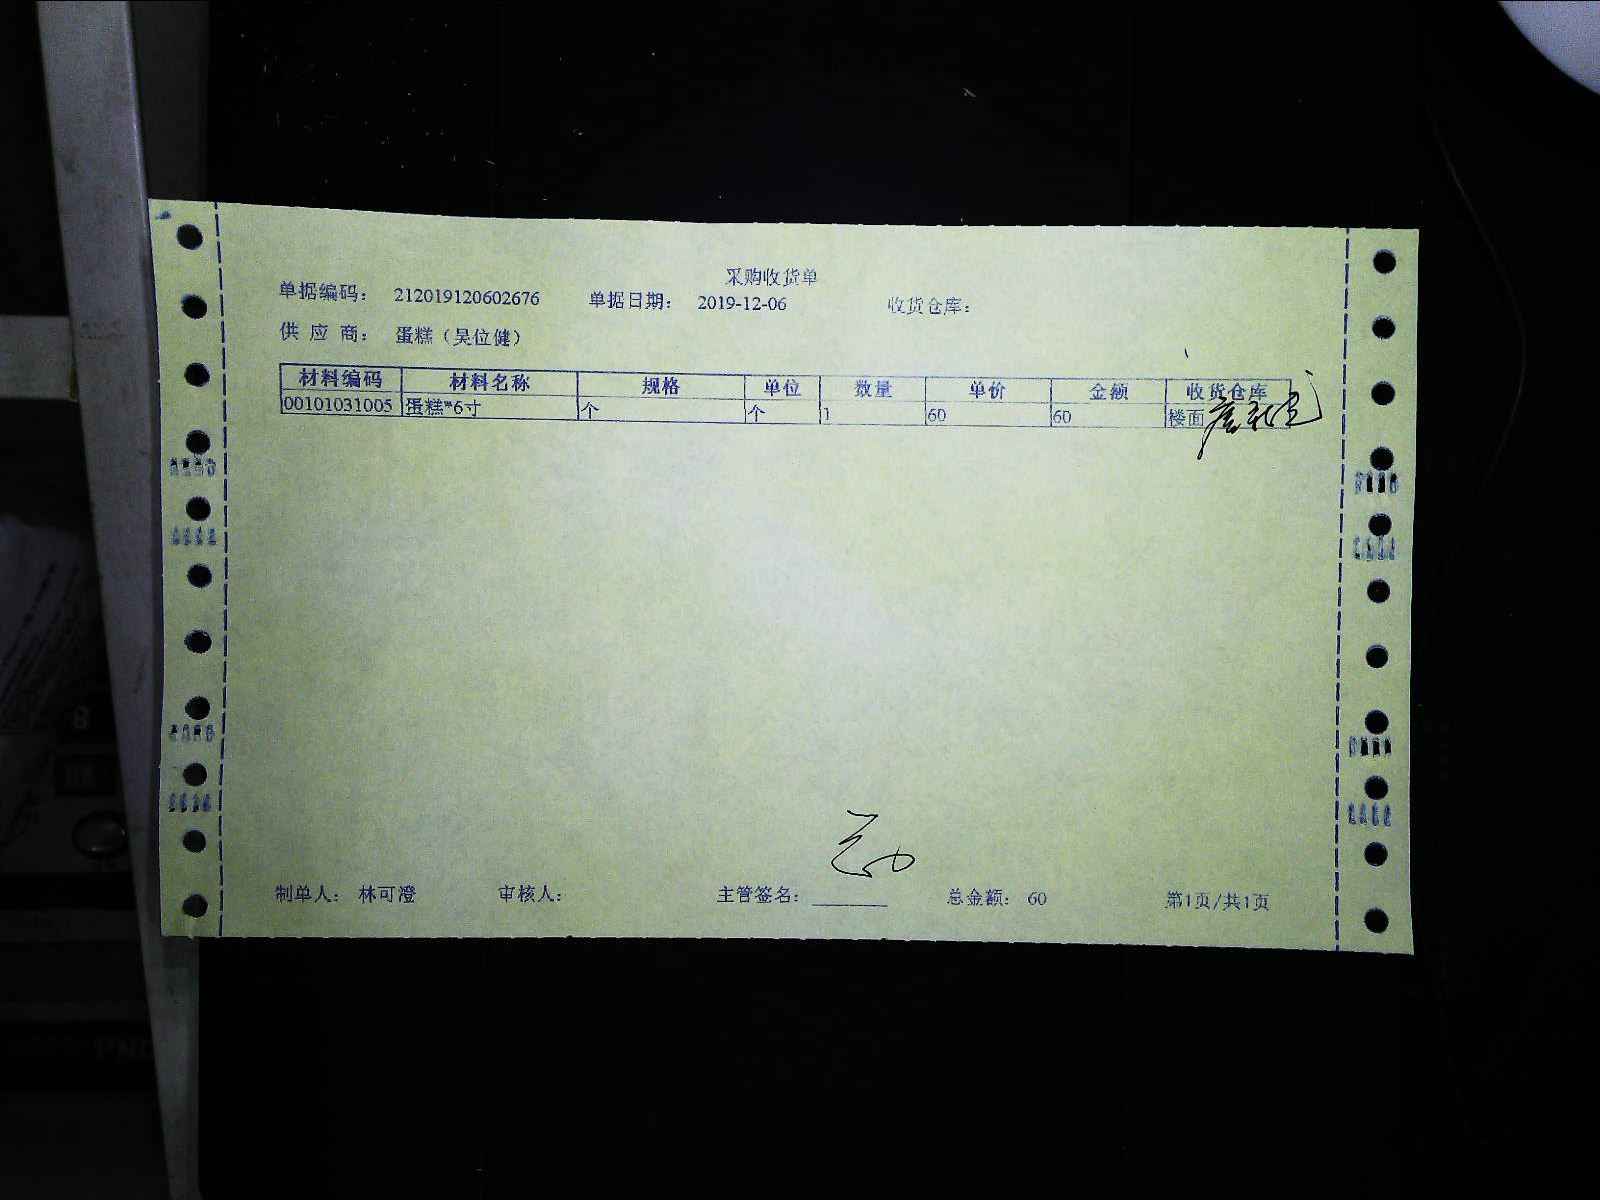 采购收货单
单据编码： 212019120602676 单据日期： 2019-12-06 收货仓库：
供 应 商： 蛋糕（吴位健）
材料编码 材料名称 规格 单位 数量 单价 金额 收货仓库
00101031005 蛋糕*6寸 个 个 1 60 60 楼面
制单人： 林可澄 审核人： 主管签名： 总金额： 60 第1页/共1页